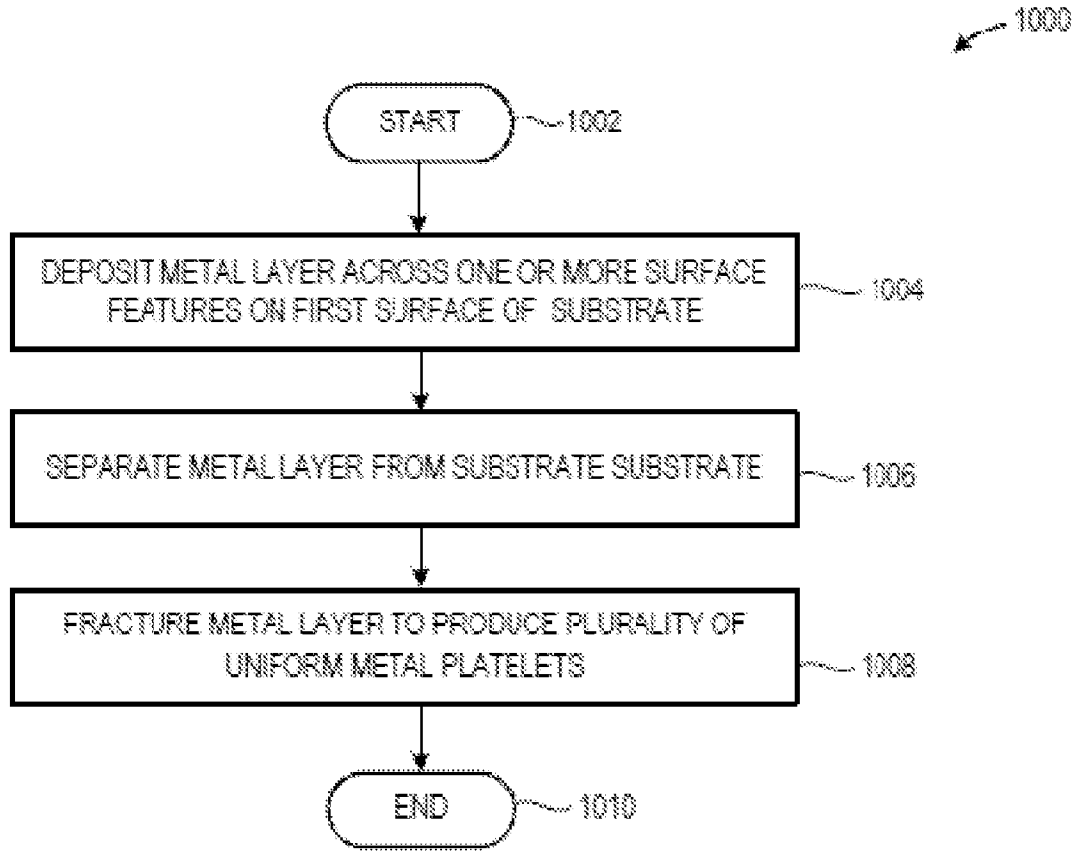 1000
START
1002
DEPOSIT METAL LAYER ACROSS ONE OR MORE SURFACE
FEATURES ON FIRST SURFACE OF SUBSTRATE
1004
SEPARATE METAL LAYER FROM SUBSTRATE SUBSTRATE
1006
FRACTURE METAL LAYER TO PRODUCE PLURALITY OF
UNIFORM METAL PLATELETS
1008
END
1010